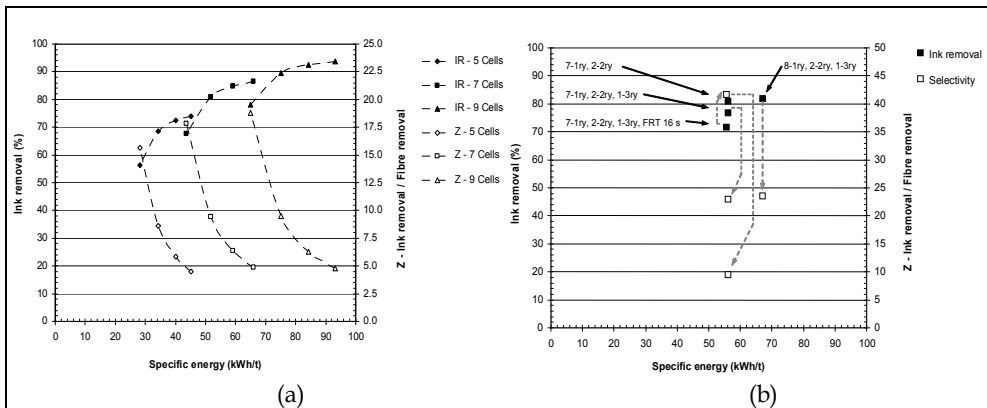 100
90
80
70
60
50
40
30
20
10
0
Ink removal (%)
25.0
22.5
20.0
17.5
15.0
12.5
10.0
7.5
5.0
2.5
0.0
Z - Ink removal / Fibre removal
0 10 20 30 40 50 60 70 80 90 100
Specific energy (kWh/t)
IR - 5 Cells
IR - 7 Cells
IR - 9 Cells
Z - 5 Cells
Z - 7 Cells
Z - 9 Cells
(a)
100
90
80
70
60
50
40
30
20
10
0
Ink removal (%)
7-1ry, 2-2ry
8-1ry, 2-2ry, 1-3ry
7-1ry, 2-2ry, 1-3ry
7-1ry, 2-2ry, 1-3ry, FRT 16 s
50
45
40
35
30
25
20
15
10
5
0
Z - Ink removal / Fibre removal
0 10 20 30 40 50 60 70 80 90 100
Specific energy (kWh/t)
Ink removal
Selectivity
(b)